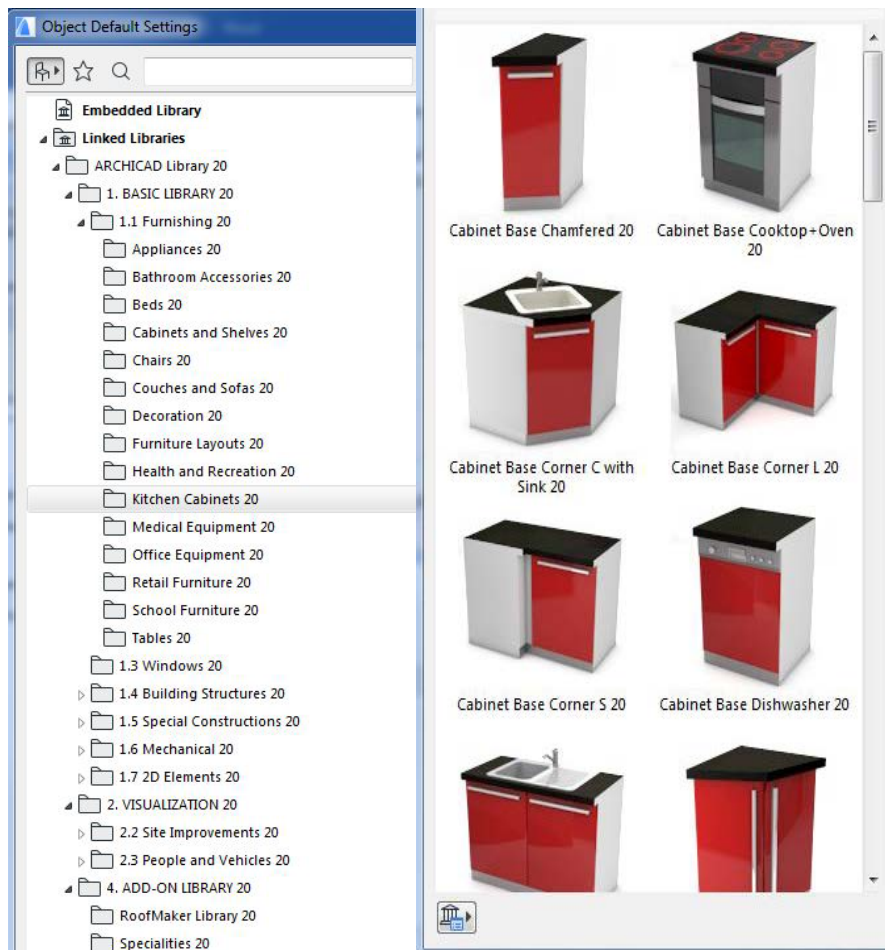 Object Default Settings
Embedded Library
Linked Libraries
ARCHICAD Library 20
1. BASIC LIBRARY 20
1.1 Furnishing 20
Appliances 20
Bathroom Accessories 20
Beds 20
Cabinets and Shelves 20
Chairs 20
Couches and Sofas 20
Decoration 20
Furniture Layouts 20
Health and Recreation 20
Kitchen Cabinets 20
Medical Equipment 20
Office Equipment 20
Retail Furniture 20
School Furniture 20
Tables 20
1.3 Windows 20
1.4 Building Structures 20
1.5 Special Constructions 20
1.6 Mechanical 20
1.7 2D Elements 20
2. VISUALIZATION 20
2.2 Site Improvements 20
2.3 People and Vehicles 20
4. ADD-ON LIBRARY 20
RoofMaker Library 20
Specialities 20
Cabinet Base Chamfered 20
Cabinet Base Cooktop+Oven
20
Cabinet Base Corner C with
Sink 20
Cabinet Base Corner L 20
Cabinet Base Corner S 20
Cabinet Base Dishwasher 20